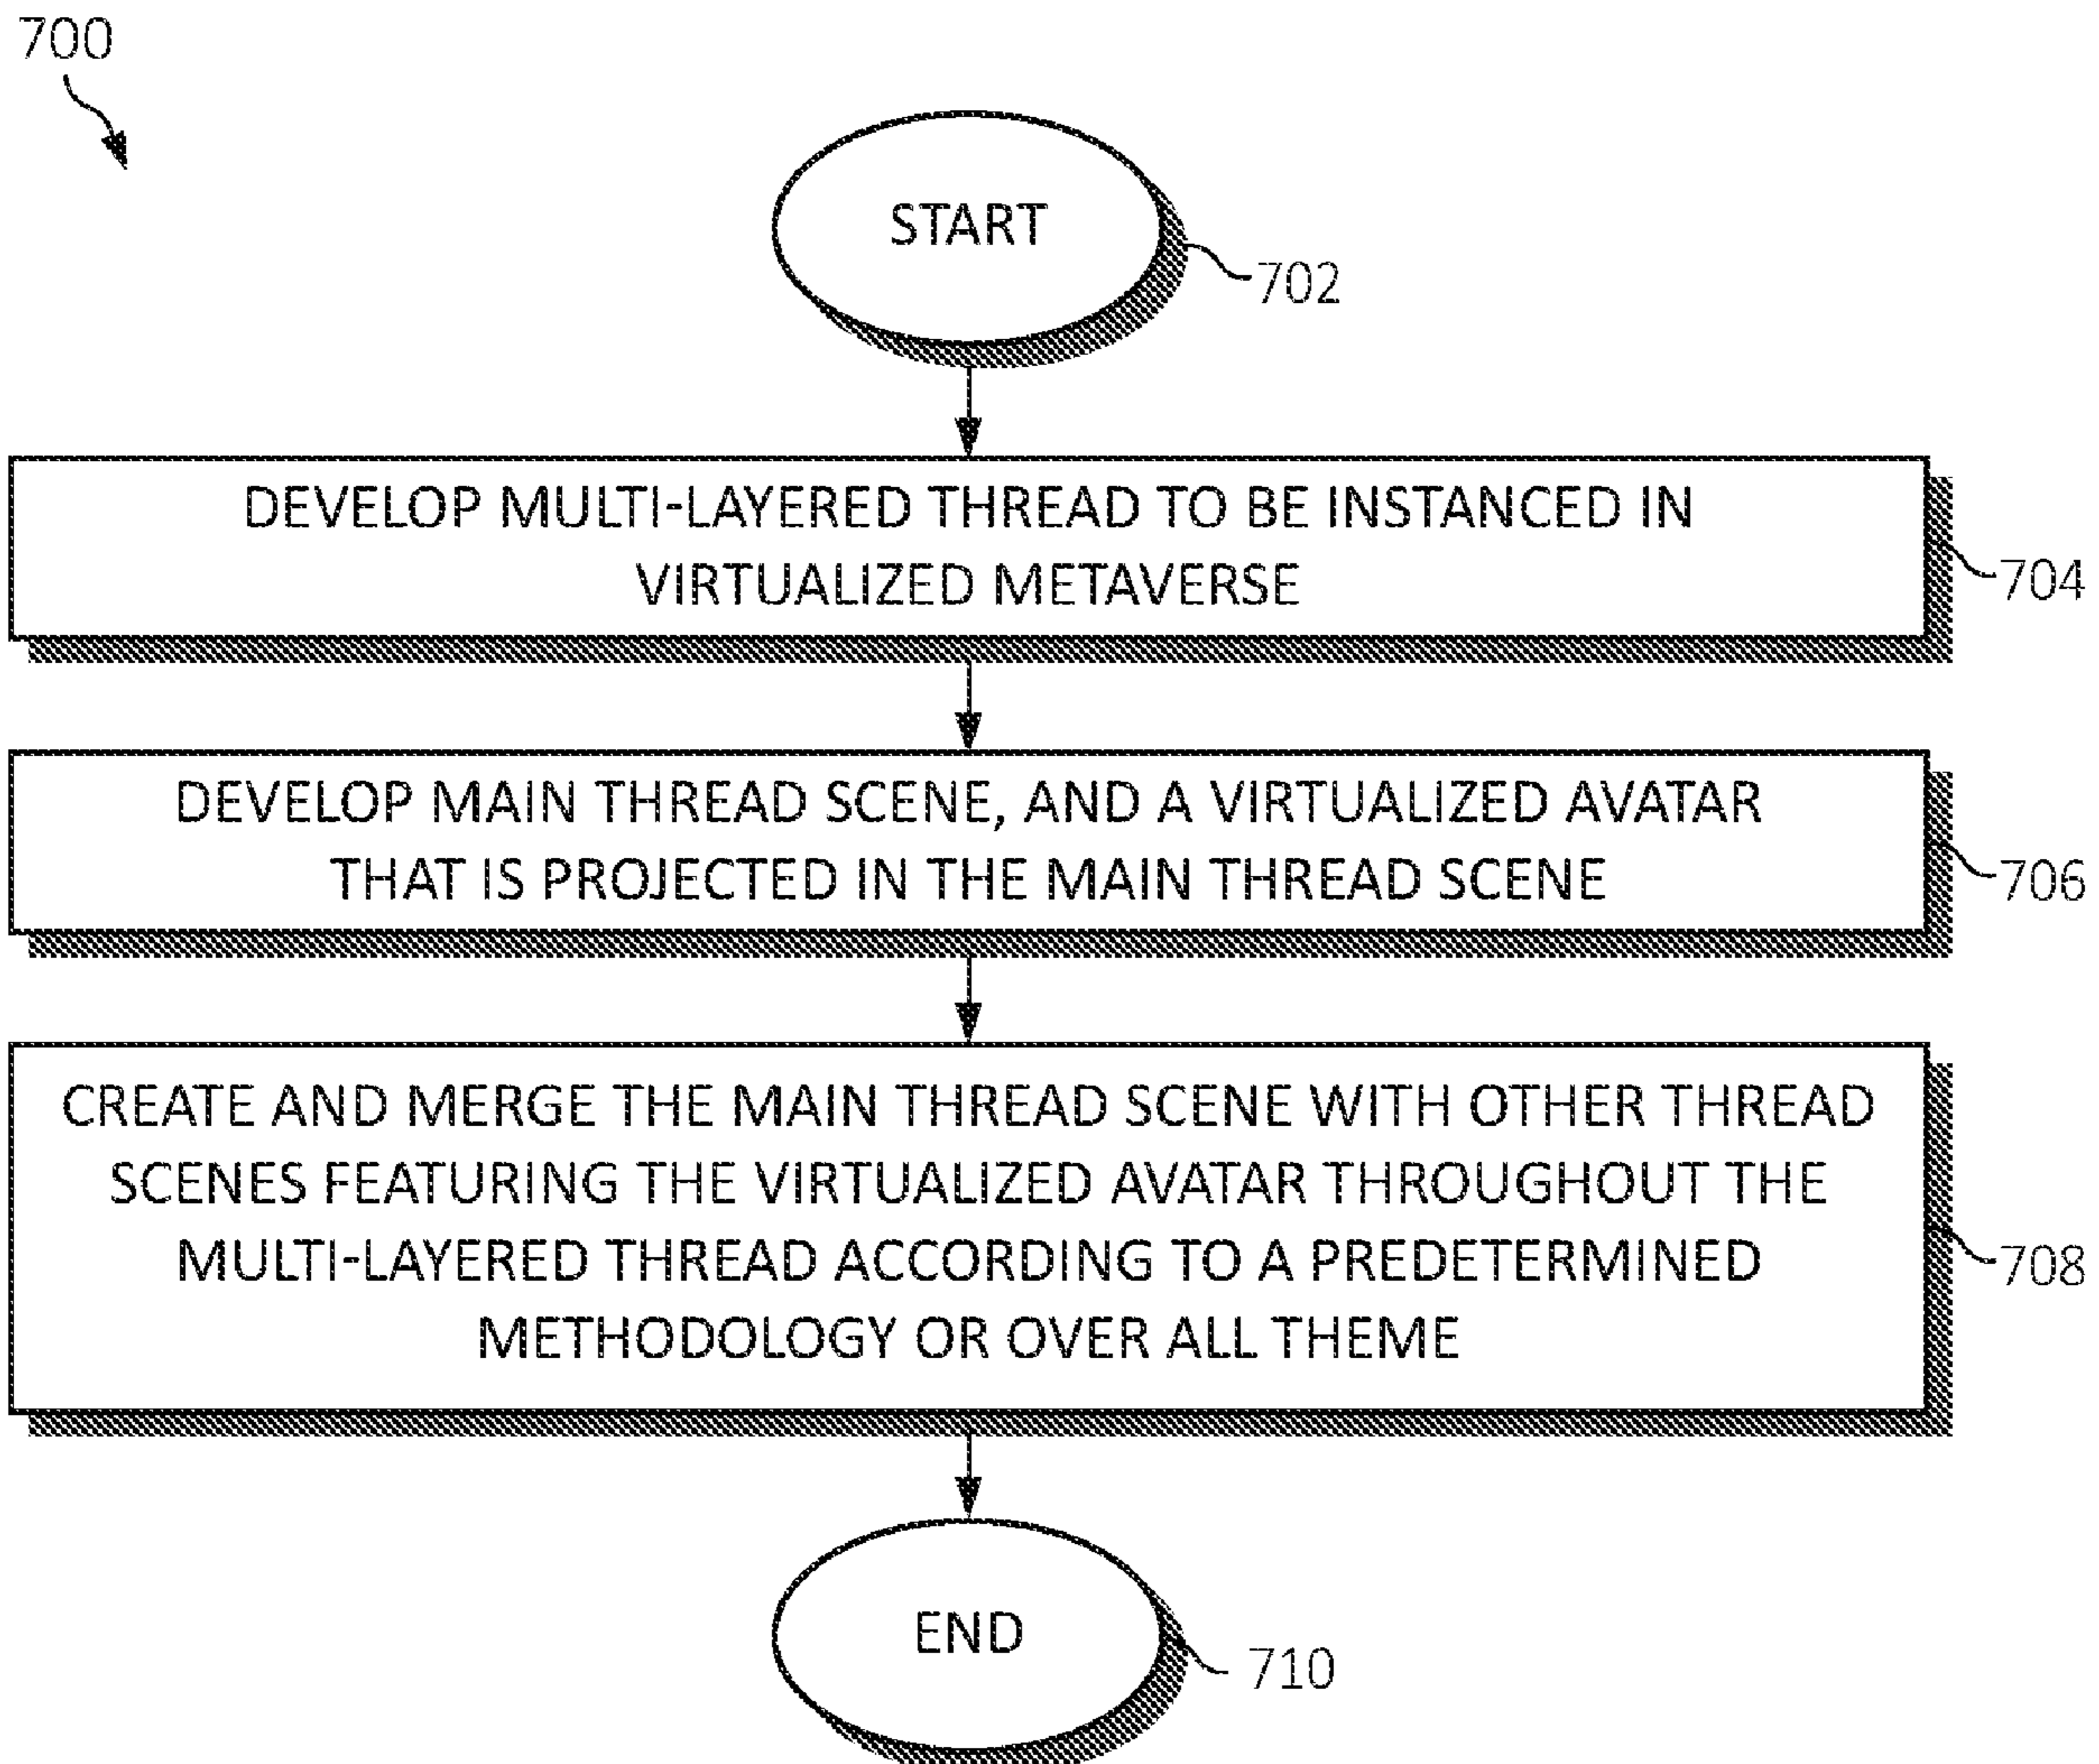 700
START
702
DEVELOP MULTI-LAYERED THREAD TO BE INSTANCED IN
VIRTUALIZED METAVERSE
704
DEVELOP MAIN THREAD SCENE, AND A VIRTUALIZED AVATAR
THAT IS PROJECTED IN THE MAIN THREAD SCENE
706
CREATE AND MERGE THE MAIN THREAD SCENE WITH OTHER THREAD
SCENES FEATURING THE VIRTUALIZED AVATAR THROUGHOUT THE
MULTI-LAYERED THREAD ACCORDING TO A PREDETERMINED
METHODOLOGY OR OVER ALL THEME
708
END
710